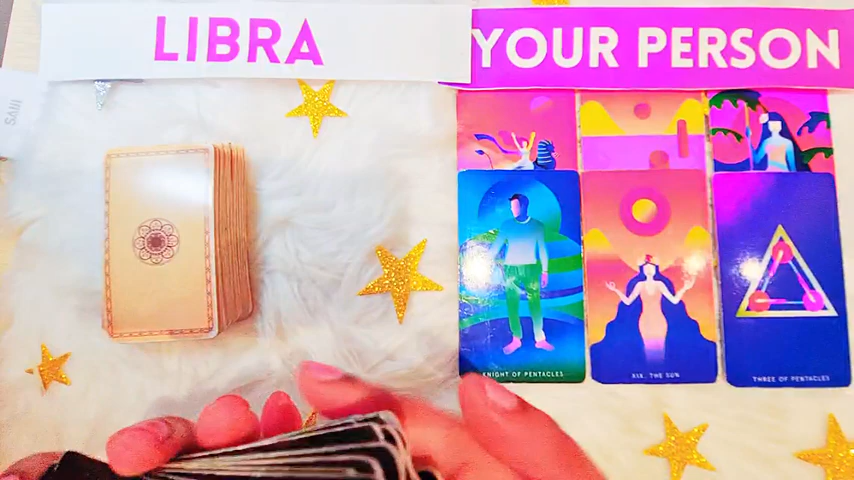 LIBRA
YOUR PERSON
KNIGHT OF PENTACLES
XIX. THE SUN
THREE OF PENTACLES